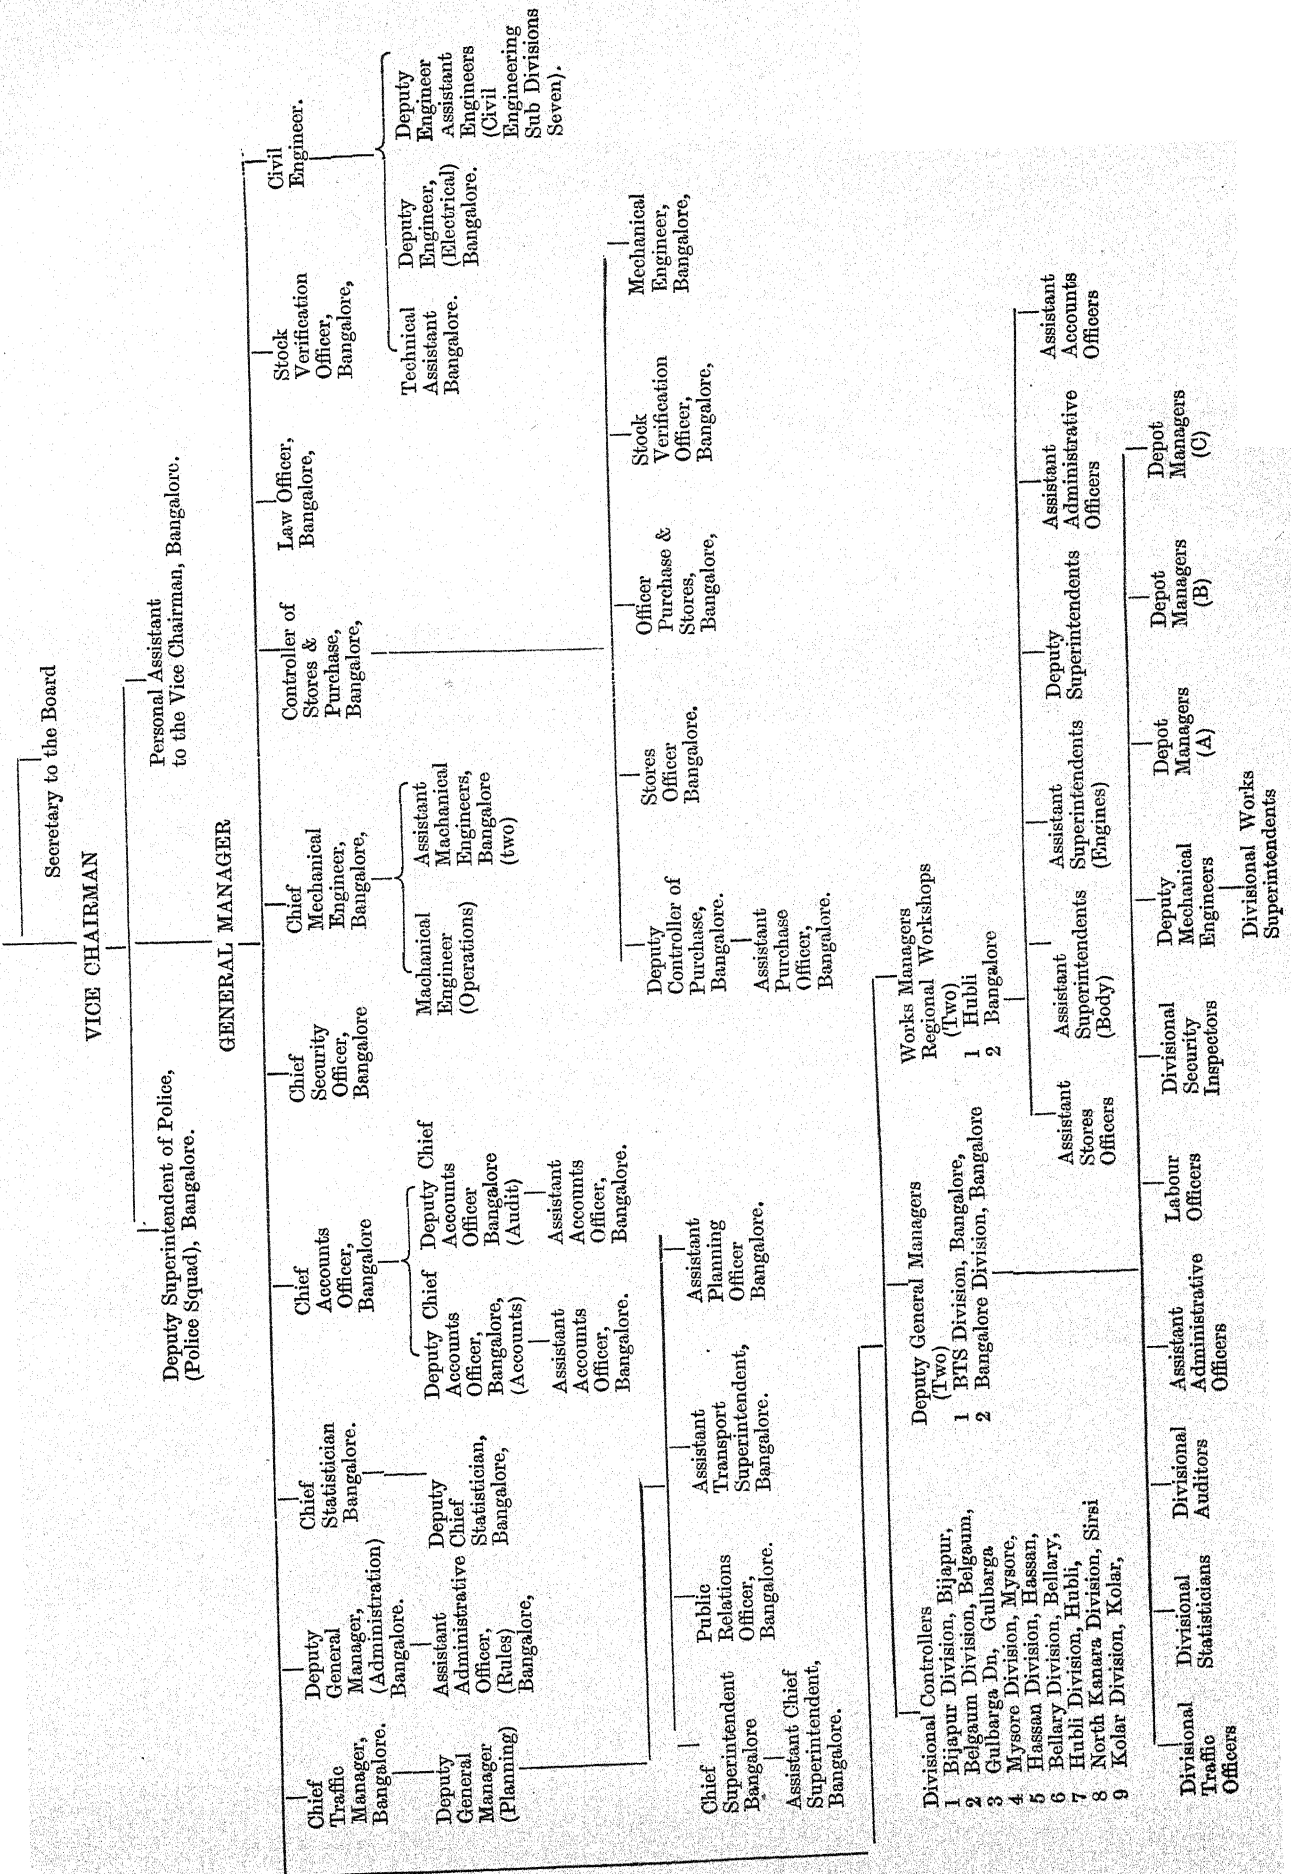 Secretary to the Board
VICE CHAIRMAN
Deputy Superintendent of Police,
(Police Squad), Bangalore.
Personal Assistant
to the Vice Chairman, Bangalore.
GENERAL MANAGER
Chief
Traffic
Manager,
Bangalore.
Deputy
General
Manager
(Planning)
Deputy
General
Manager,
(Administration)
Bangalore.
Assistant
Administrative
Officer,
(Rules)
Bangalore,
Chief
Statistician
Bangalore.
Deputy
Chief
Statistician,
Bangalore,
Chief
Accounts
Officer,
Bangalore
Deputy Chief
Accounts
Officer,
Bangalore,
(Accounts)
Assistant
Accounts
Officer,
Bangalore.
Deputy Chief
Accounts
Officer
Bangalore
(Audit)
Assistant
Accounts
Officer,
Bangalore.
Chief
Security
Officer,
Bangalore
Chief
Mechanical
Engineer,
Bangalore,
Machanical
Engineer
(Operations)
Assistant
Machanical
Engineers,
Bangalore
(two)
Controller of
Stores &
Purchase,
Bangalore,
Law Officer,
Bangalore,
Stock
Verification
Officer,
Bangalore,
Civil
Engineer.
Technical
Assistant
Bangalore.
Deputy
Engineer,
(Electrical)
Bangalore.
Deputy
Engineer
Assistant
Engineers
(Civil
Engineering
Sub Divisions
Seven).
Chief
Superintendent
Bangalore
Assistant Chief
Superintendent,
Bangalore.
Public
Relations
Officer,
Bangalore.
Assistant
Transport
Superintendent,
Bangalore.
Assistant
Planning
Officer
Bangalore.
Deputy
Controller of
Purchase,
Bangalore.
Assistant
Purchase
Officer,
Bangalore.
Stores
Officer
Bangalore.
Officer
Purchase &
Stores,
Bangalore,
Stock
Verification
Officer,
Bangalore,
Mechanical
Engineer,
Bangalore,
Divisional Controllers
1 Bijapur Division, Bijapur,
2 Belgaum Division, Belgaum,
3 Gulbarga Dn, Gulbarga
4 Mysore Division, Mysore,
5 Hassan Division, Hassan,
6 Bellary Division, Bellary,
7 Hubli Division, Hubli,
8 North Kanara Division, Sirsi
9 Kolar Division, Kolar,
Deputy General Managers
(Two)
1 BTS Division, Bangalore,
2 Bangalore Division, Bangalore
Works Managers
Regional Workshops
(Two)
1 Hubli
2 Bangalore
Assistant
Stores
Officers
Assistant
Superintendents
(Body)
Assistant
Superintendents
(Engines)
Deputy
Superintendents
Assistant
Administrative
Officers
Assistant
Accounts
Officers
Divisional
Traffic
Officers
Divisional
Statisticians
Divisional
Auditors
Assistant
Administrative
Officers
Labour
Officers
Divisional
Security
Inspectors
Deputy
Mechanical
Engineers
Divisional Works
Superintendents
Depot
Managers
(A)
Depot
Managers
(B)
Depot
Managers
(C)